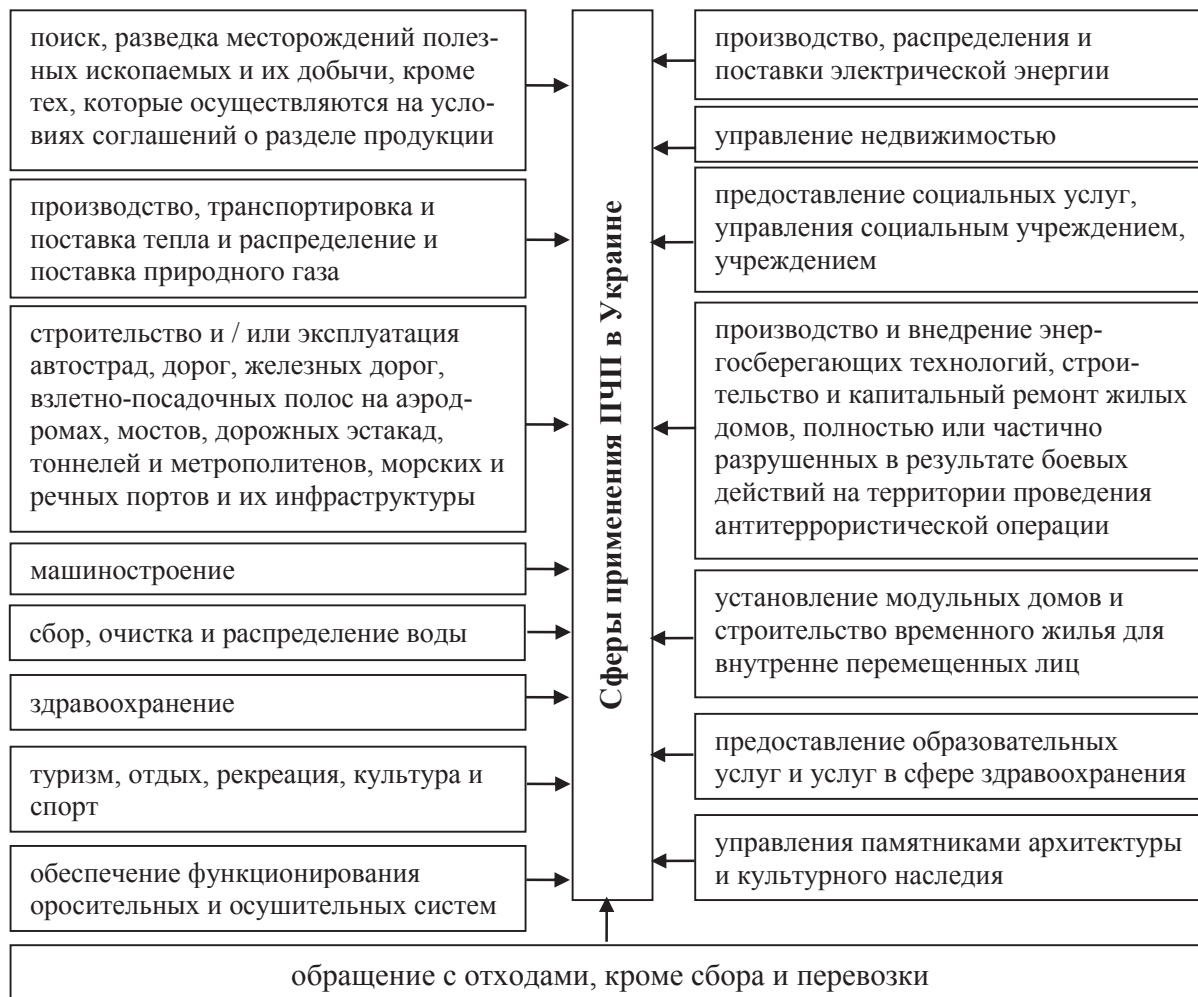 поиск, разведка месторождений полез-
ных ископаемых и их добычи, кроме
тех, которые осуществляются на усло-
виях соглашений о разделе продукции
производство, транспортировка и
поставка тепла и распределение и
поставка природного газа
строительство и / или эксплуатация
автострад, дорог, железных дорог,
взлетно-посадочных полос на аэрод-
ромах, мостов, дорожных эстакад,
тоннелей и метрополитенов, морских и
речных портов и их инфраструктуры
машиностроение
сбор, очистка и распределение воды
здравоохранение
туризм, отдых, рекреация, культура и
спорт
обеспечение функционирования
оросительных и осушительных систем
Сферы применения ПЧП в Украине
производство, распределения и
поставки электрической энергии
управление недвижимостью
предоставление социальных услуг,
управления социальным учреждением,
учреждением
производство и внедрение энер-
госберегающих технологий, строи-
тельство и капитальный ремонт жилых
домов, полностью или частично
разрушенных в результате боевых
действий на территории проведения
антитеррористической операции
установление модульных домов и
строительство временного жилья для
внутренне перемещенных лиц
предоставление образовательных
услуг и услуг в сфере здравоохранения
управления памятниками архитектуры
и культурного наследия
обращение с отходами, кроме сбора и перевозки